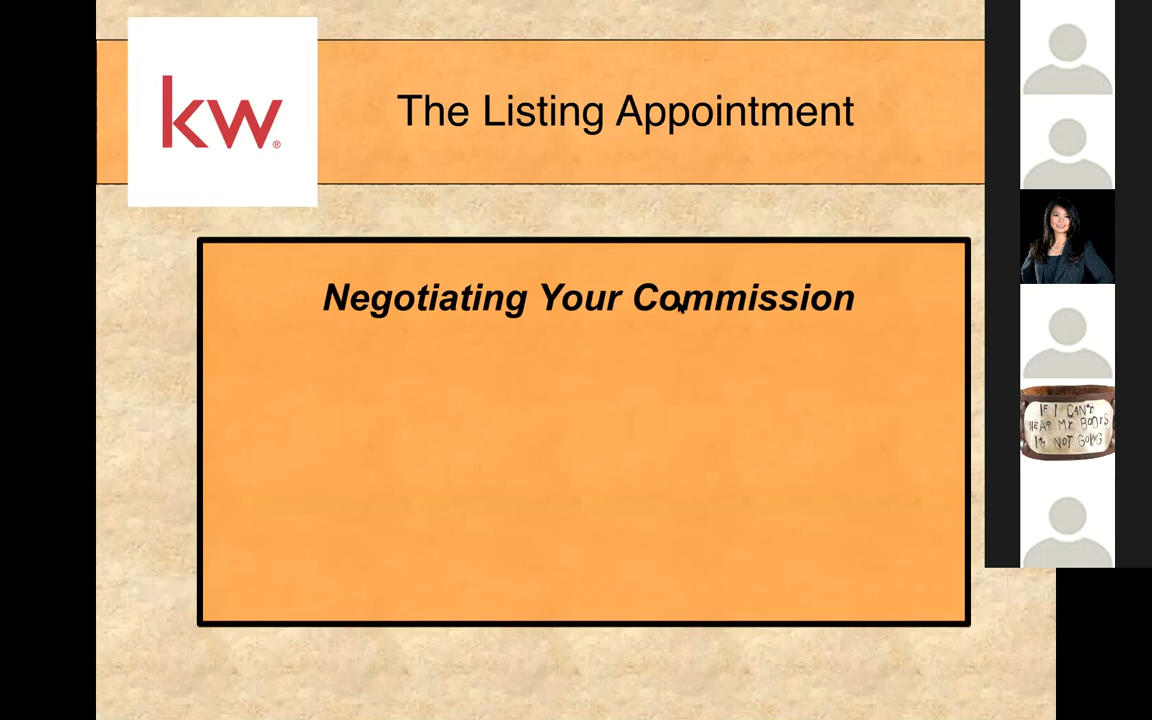 kw®
The Listing Appointment
Negotiating Your Commission
IF I CAN'T
WEAR MY BOOTS
I'M NOT GOING